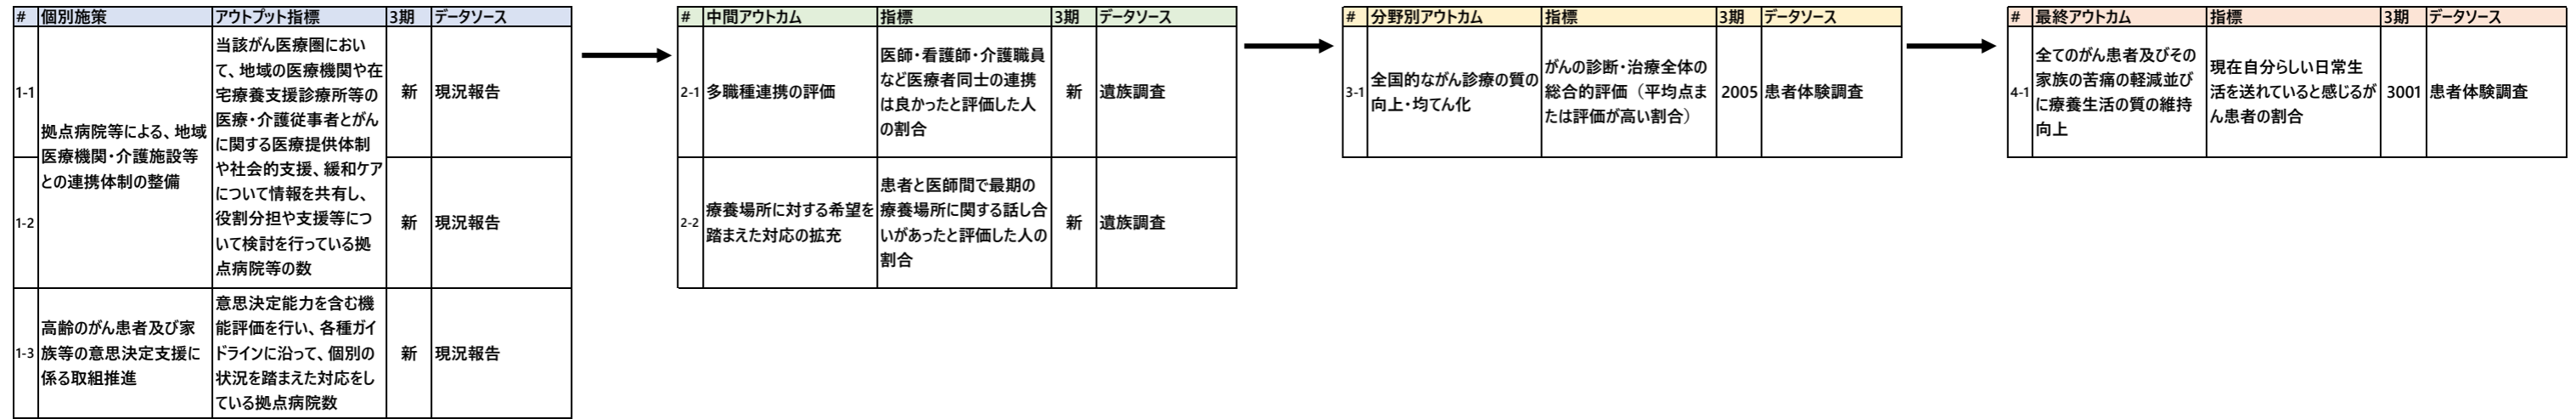 # 個別施策 アウトプット指標 3期 データソース
1-1
1-2
拠点病院等による、地域
医療機関・介護施設等
との連携体制の整備
当該がん医療圏におい
て、地域の医療機関や在
宅療養支援診療所等の
医療・介護従事者とがん
に関する医療提供体制
や社会的支援、緩和ケア
について情報を共有し、
役割分担や支援等につ
いて検討を行っている拠
点病院等の数
新 現況報告
新 現況報告
1-3
高齢のがん患者及び家
族等の意思決定支援に
係る取組推進
意思決定能力を含む機
能評価を行い、各種ガイ
ドラインに沿って、個別の
状況を踏まえた対応をし
ている拠点病院数
新 現況報告
# 中間アウトカム 指標 3期 データソース
2-1 多職種連携の評価
医師・看護師・介護職員
など医療者同士の連携
は良かったと評価した人
の割合
新 遺族調査
2-2
療養場所に対する希望を
踏まえた対応の拡充
患者と医師間で最期の
療養場所に関する話し合
いがあったと評価した人の
割合
新 遺族調査
# 分野別アウトカム 指標 3期 データソース
3-1
全国的ながん診療の質の
向上・均てん化
がんの診断・治療全体の
総合的評価（平均点ま
たは評価が高い割合）
2005 患者体験調査
# 最終アウトカム 指標 3期 データソース
4-1
全てのがん患者及びその
家族の苦痛の軽減並び
に療養生活の質の維持
向上
現在自分らしい日常生
活を送れていると感じるが
ん患者の割合
3001 患者体験調査